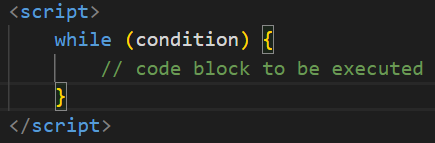 <script>
while (condition) {
// code block to be executed
}
</script>